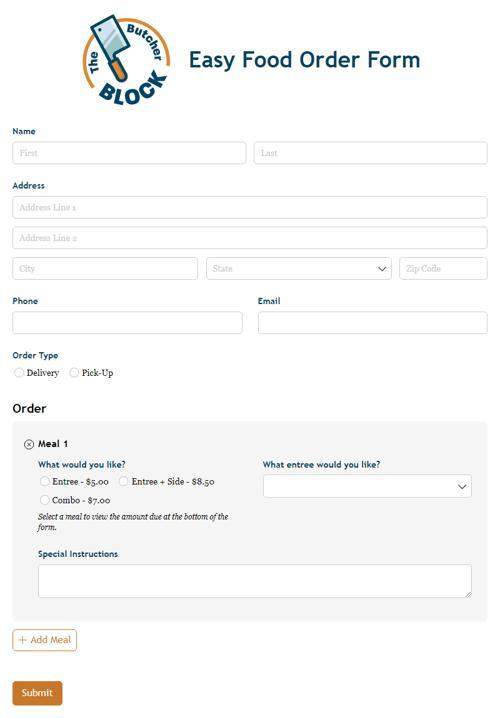 The Butcher
BLOCK
Easy Food Order Form
Name
First
Last
Address
Address Line 1
Address Line 2
City
State
Zip Code
Phone
Email
Order Type
Delivery
Pick-Up
Order
Meal 1
What would you like?
What entree would you like?
Entree - $5.00
Entree + Side - $8.50
Combo - $7.00
Select a meal to view the amount due at the bottom of the
form.
Special Instructions
+ Add Meal
Submit